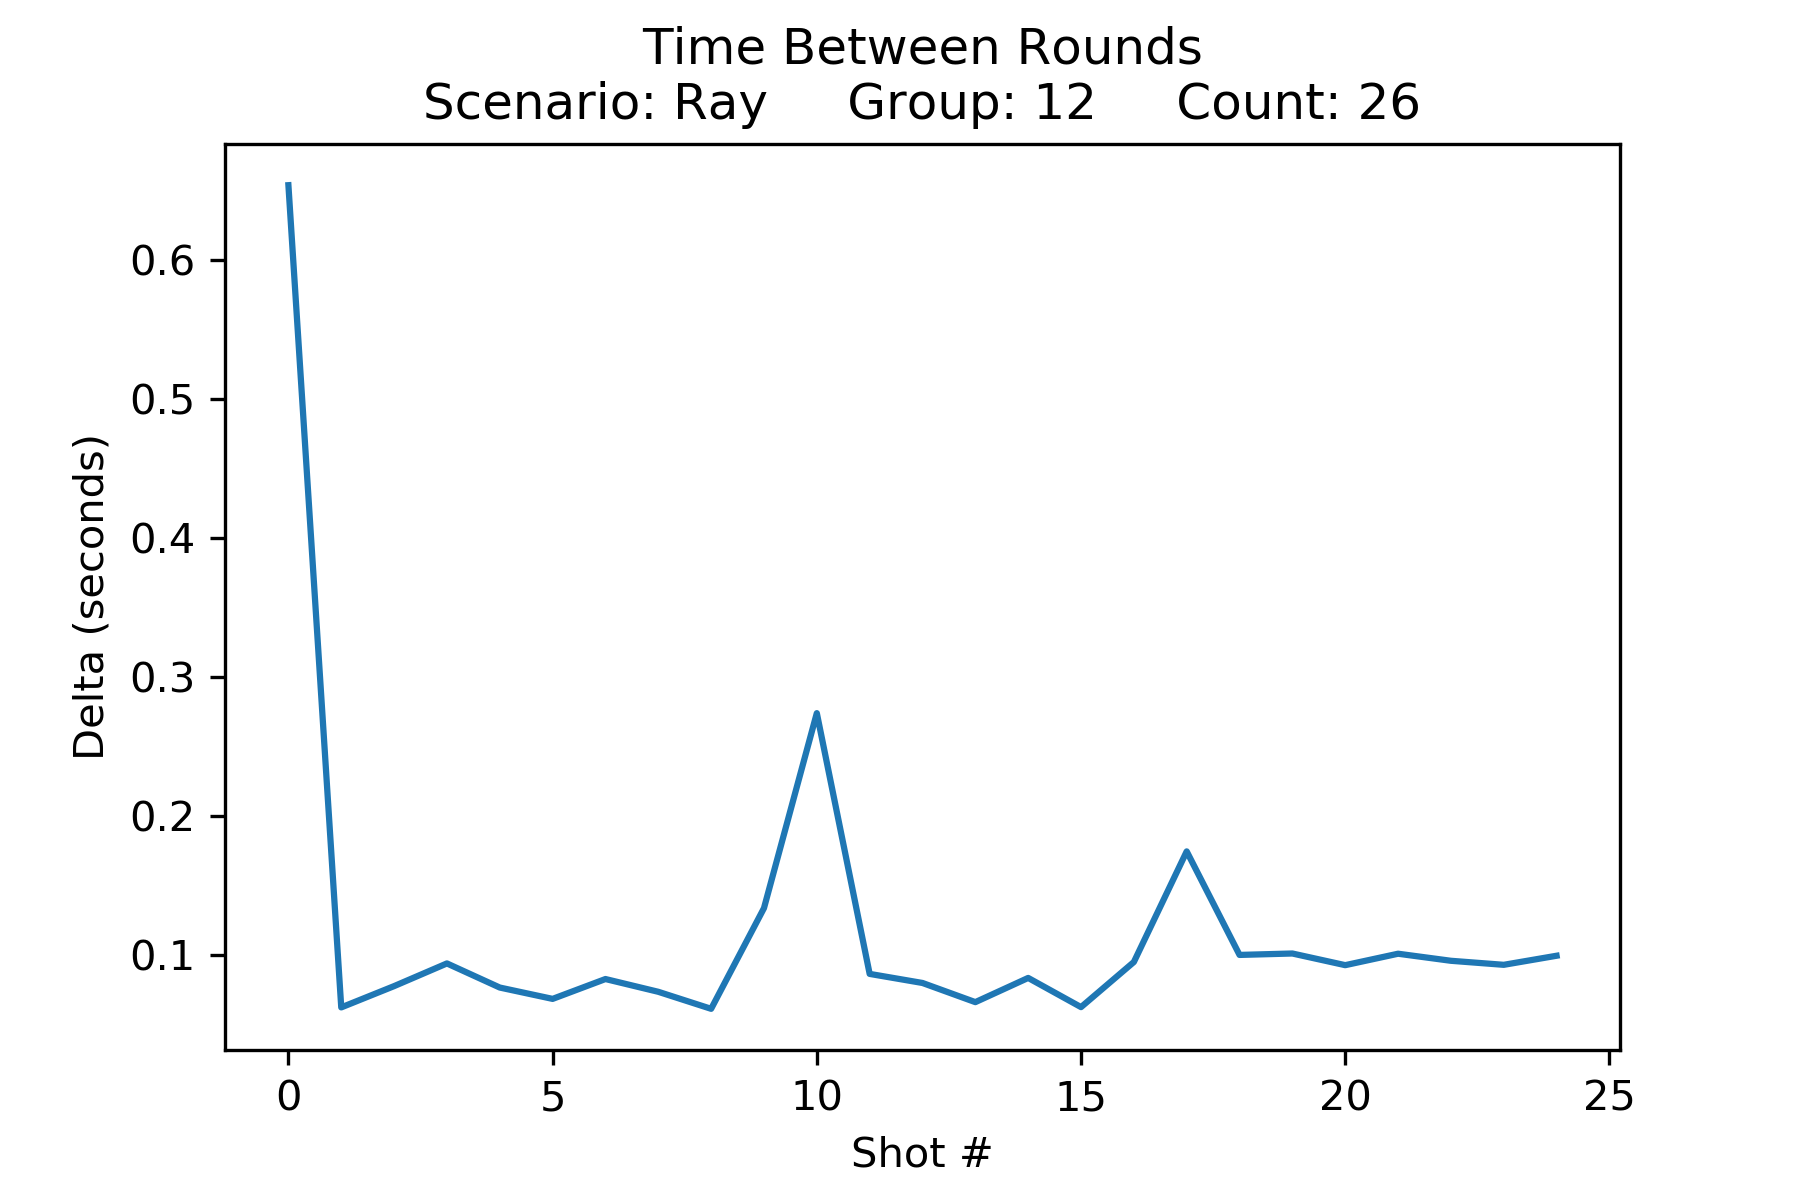 Time Between Rounds
Scenario: Ray Group: 12 Count: 26
Delta (seconds)
0.6
0.5
0.4
0.3
0.2
0.1
0 5 10 15 20 25
Shot #